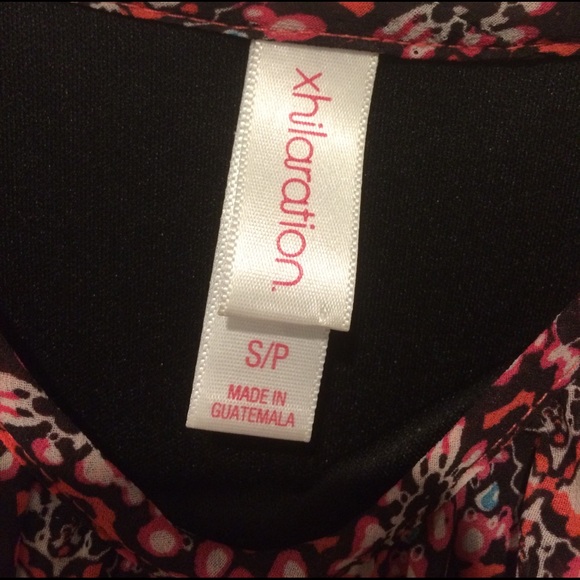 xhilaration.
S/P
MADE IN
GUATEMALA